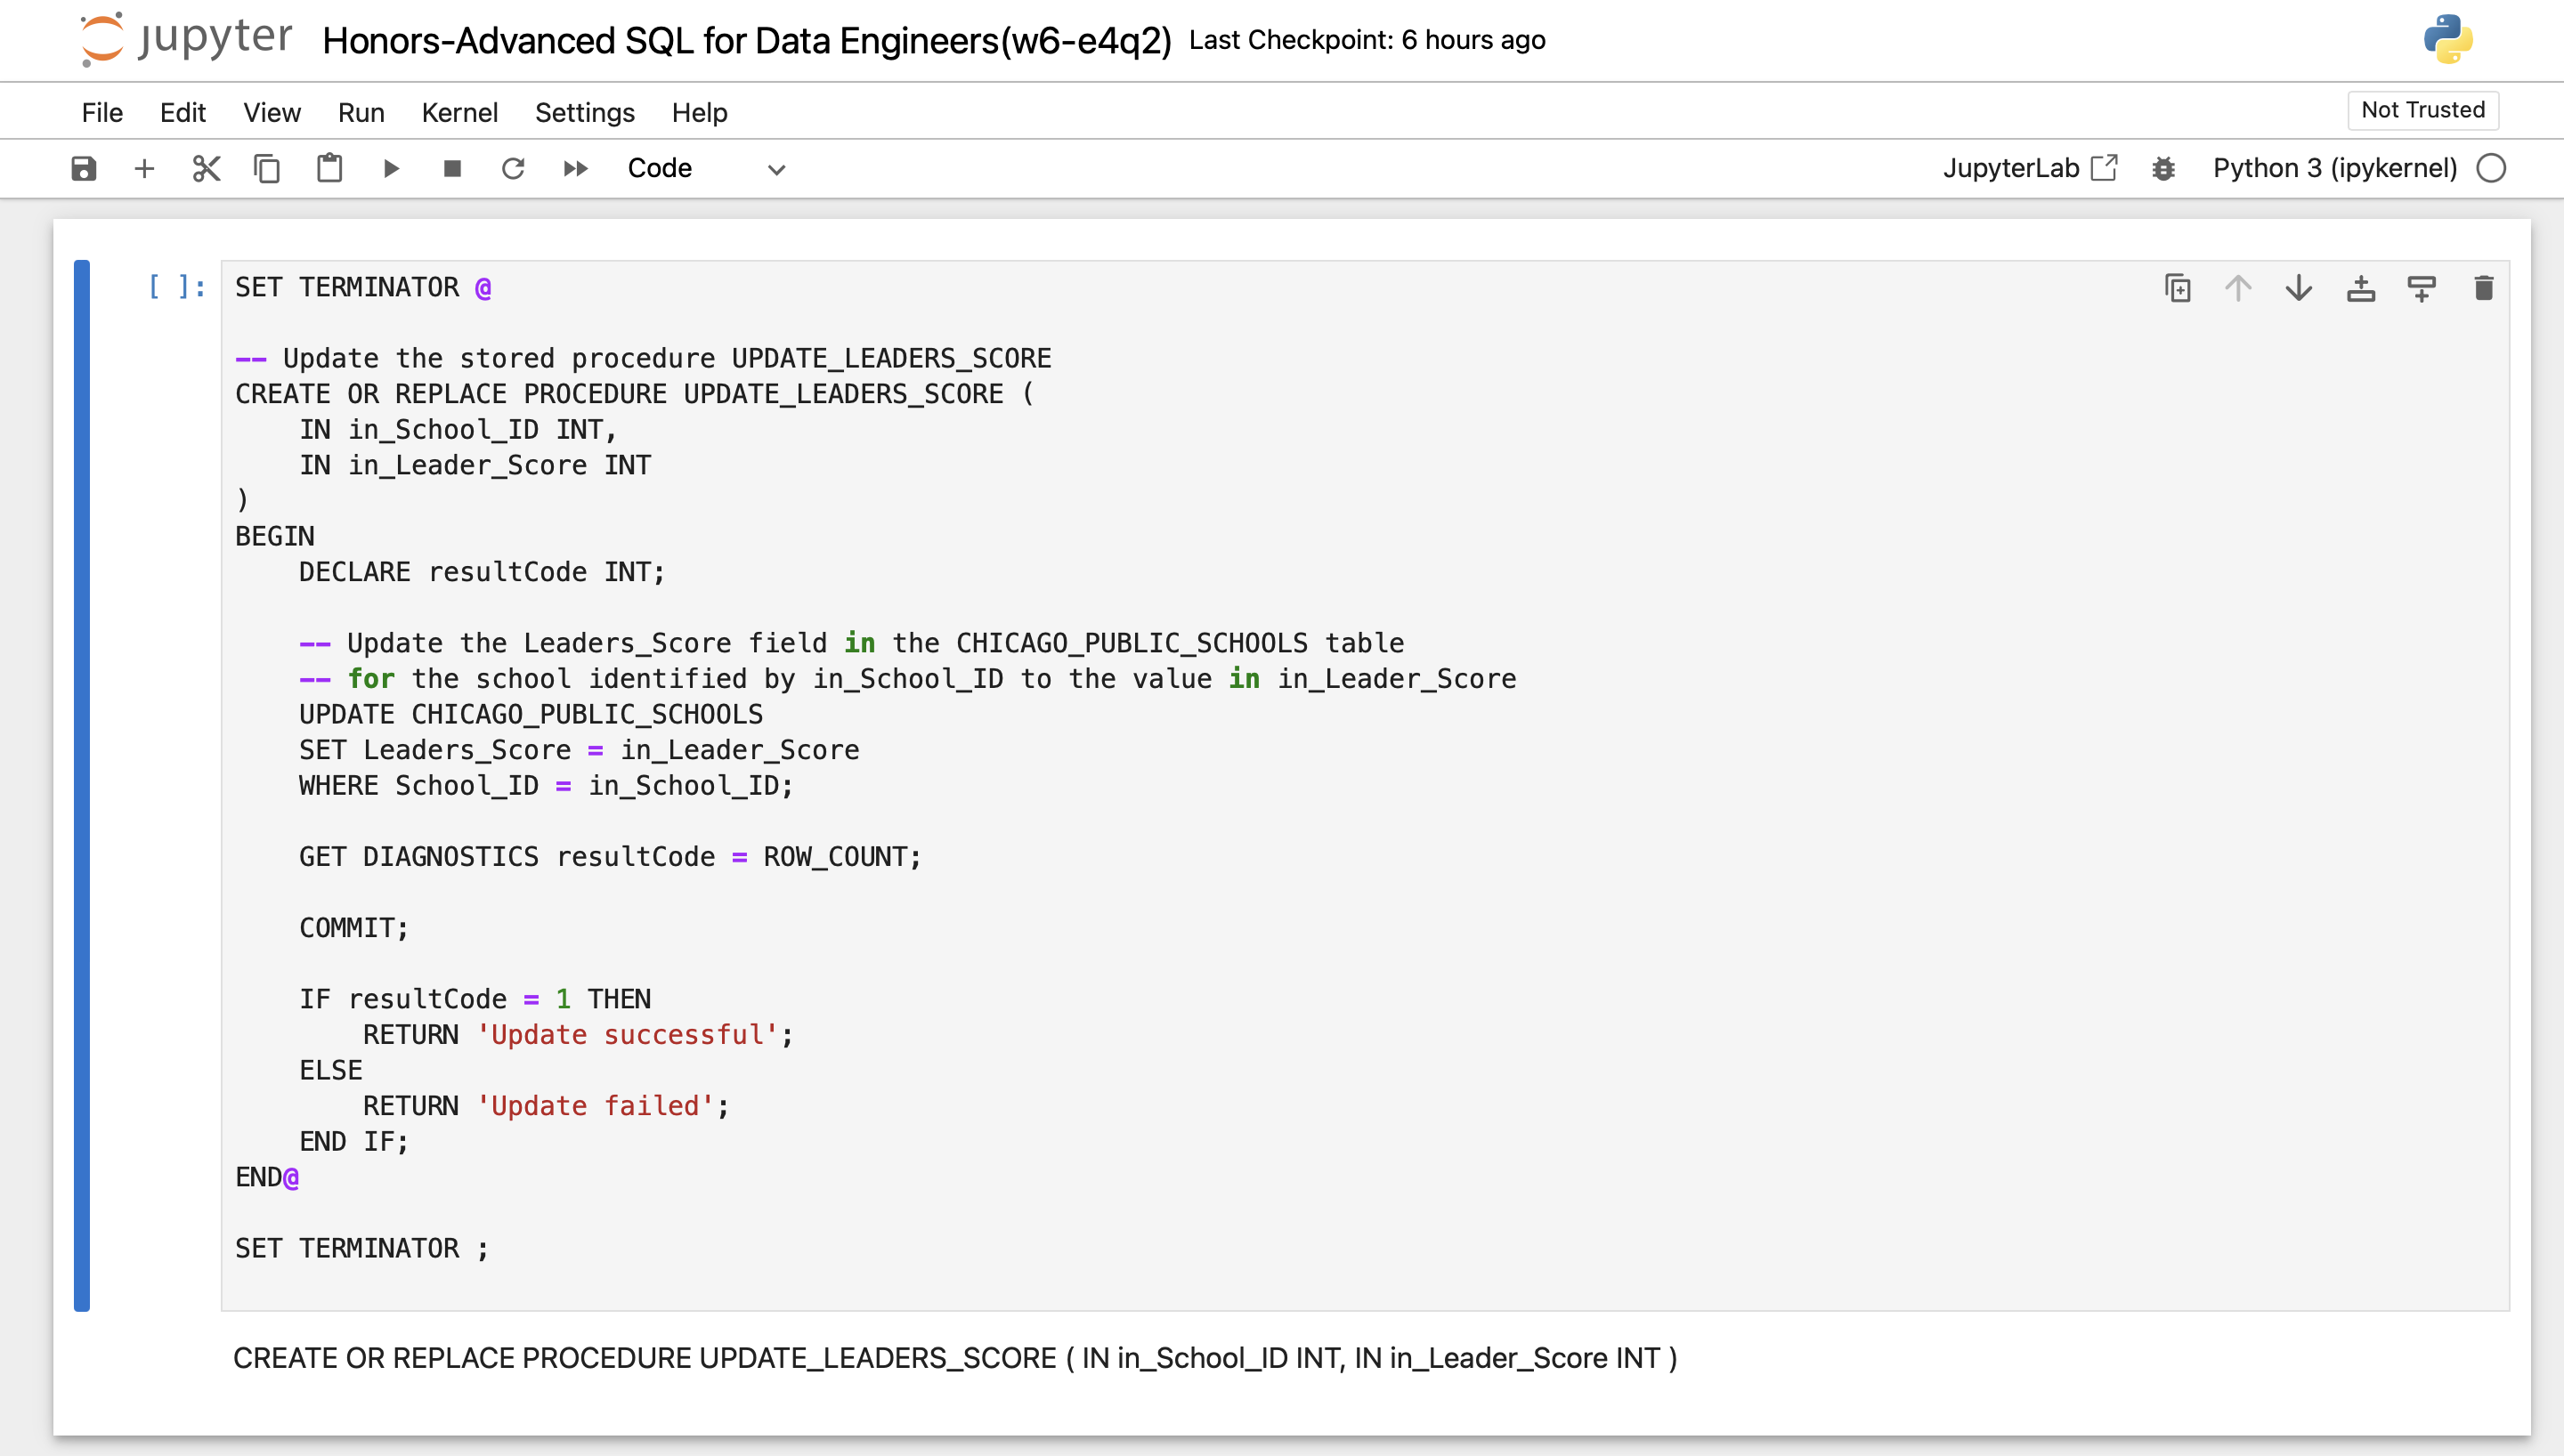 jupyter Honors-Advanced SQL for Data Engineers(w6-e4q2) Last Checkpoint: 6 hours ago
File Edit View Run Kernel Settings Help Not Trusted
Code JupyterLab Python 3 (ipykernel)
[ ]: SET TERMINATOR @
-- Update the stored procedure UPDATE_LEADERS_SCORE
CREATE OR REPLACE PROCEDURE UPDATE_LEADERS_SCORE (
    IN in_School_ID INT,
    IN in_Leader_Score INT
)
BEGIN
    DECLARE resultCode INT;
    -- Update the Leaders_Score field in the CHICAGO_PUBLIC_SCHOOLS table
    -- for the school identified by in_School_ID to the value in in_Leader_Score
    UPDATE CHICAGO_PUBLIC_SCHOOLS
    SET Leaders_Score = in_Leader_Score
    WHERE School_ID = in_School_ID;
    GET DIAGNOSTICS resultCode = ROW_COUNT;
    COMMIT;
    IF resultCode = 1 THEN
        RETURN 'Update successful';
    ELSE
        RETURN 'Update failed';
    END IF;
END@
SET TERMINATOR ;
CREATE OR REPLACE PROCEDURE UPDATE_LEADERS_SCORE ( IN in_School_ID INT, IN in_Leader_Score INT )